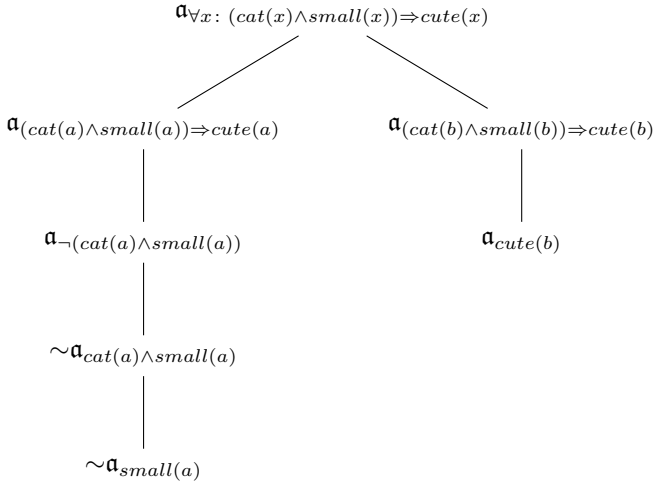 𝔞∀x: (cat(x)∧small(x))⇒cute(x)
𝔞(cat(a)∧small(a))⇒cute(a) 𝔞(cat(b)∧small(b))⇒cute(b)
𝔞¬(cat(a)∧small(a)) 𝔞cute(b)
∼𝔞cat(a)∧small(a)
∼𝔞small(a)